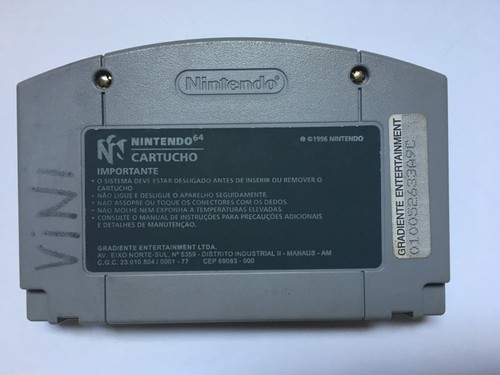 Nintendo®
NINTENDO 64
CARTUCHO
® ©1996 NINTENDO
IMPORTANTE
• O SISTEMA DEVE ESTAR DESLIGADO ANTES DE INSERIR OU REMOVER O
CARTUCHO
• NÃO LIGUE E DESLIGUE O APARELHO SEGUIDAMENTE.
• NÃO ASSOPRE OU TOQUE OS CONECTORES COM OS DEDOS.
• NÃO MOLHE NEM EXPONHA A TEMPERATURAS ELEVADAS.
• CONSULTE O MANUAL DE INSTRUÇÕES PARA PRECAUÇÕES ADICIONAIS
E DETALHES DE MANUTENÇÃO.
GRADIENTE ENTERTAINMENT LTDA.
AV. EIXO NORTE-SUL, Nº 5359 - DISTRITO INDUSTRIAL II - MANAUS - AM
C.G.C. 23.010.804 / 0001 - 77 CEP 69083 - 000
ViNi
GRADIENTE ENTERTAINMENT
010052633A9C